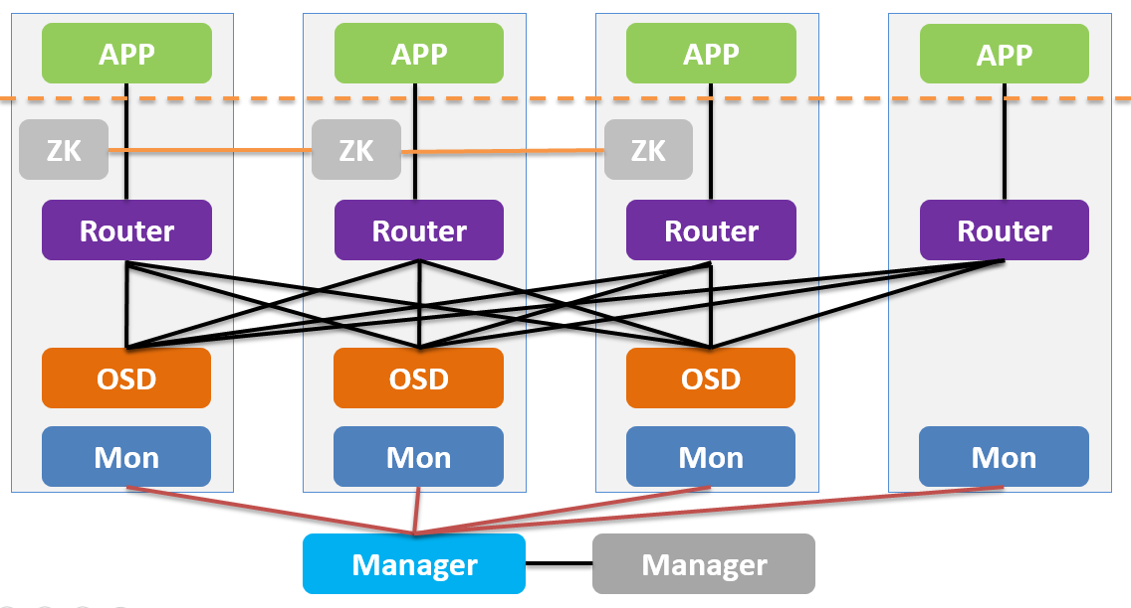 APP
APP
APP
APP
ZK
ZK
ZK
Router
Router
Router
Router
OSD
OSD
OSD
Mon
Mon
Mon
Mon
Manager
Manager